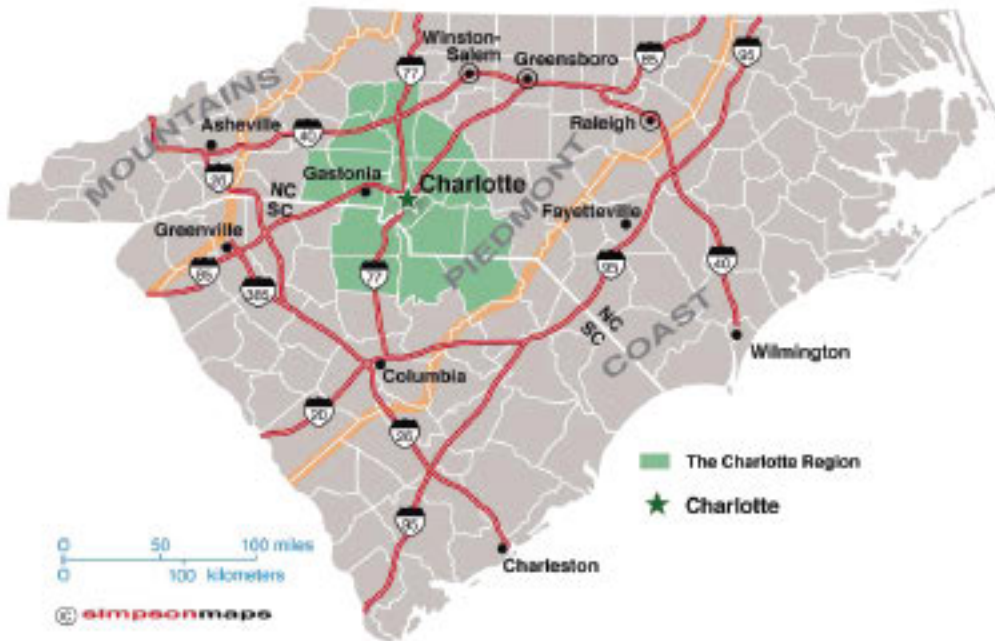 Winston-
Salem
Greensboro
77
85
95
MOUNTAINS
Asheville
40
Raleigh
26
Gastonia
NC
SC
Charlotte
PIEDMONT
Fayetteville
Greenville
85
385
77
95
40
COAST
NC
SC
Wilmington
Columbia
20
26
The Charlotte Region
Charlotte
95
Charleston
0 50 100 miles
0 100 kilometers
© simpsonmaps